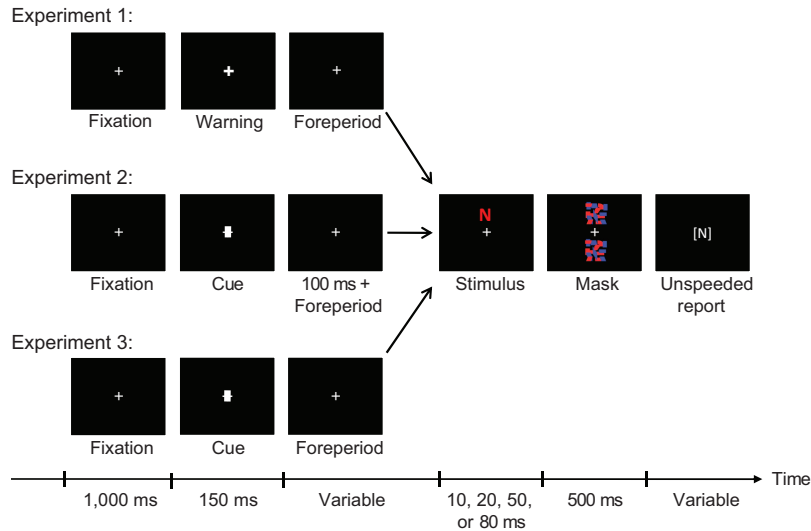 Experiment 1:
Fixation
Warning
Foreperiod
Experiment 2:
N
[N]
Fixation
Cue
100 ms +
Foreperiod
Stimulus
Mask
Unspeeded
report
Experiment 3:
Fixation
Cue
Foreperiod
Time
1,000 ms
150 ms
Variable
10, 20, 50,
or 80 ms
500 ms
Variable